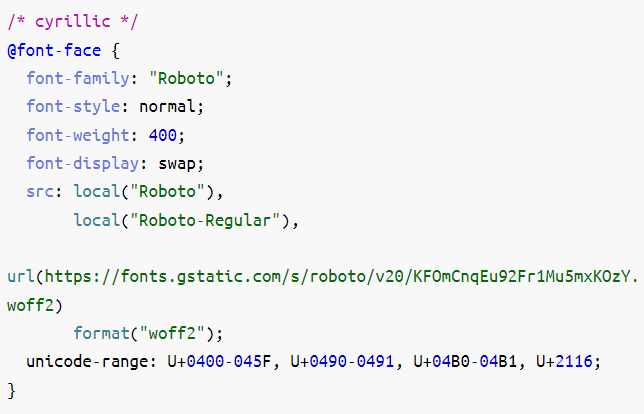 /* cyrillic */
@font-face {
  font-family: "Roboto";
  font-style: normal;
  font-weight: 400;
  font-display: swap;
  src: local("Roboto"),
       local("Roboto-Regular"),
url(https://fonts.gstatic.com/s/roboto/v20/KFOmCnqEu92Fr1Mu5mxKOzY.
woff2)
       format("woff2");
  unicode-range: U+0400-045F, U+0490-0491, U+04B0-04B1, U+2116;
}